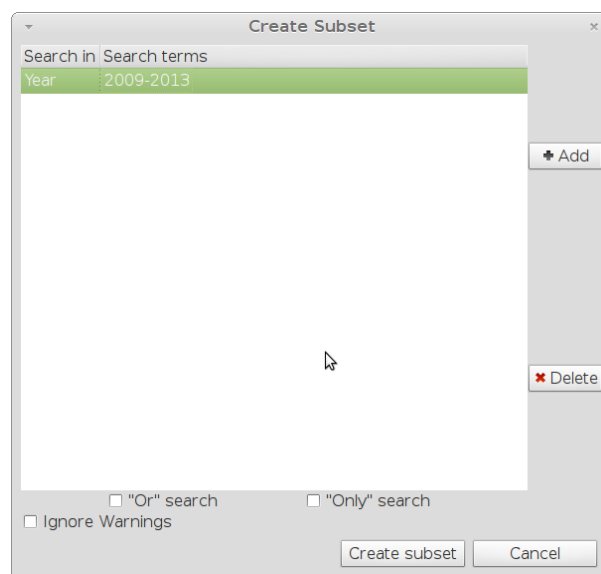 Create Subset
Search in Search terms
Year 2009-2013
Add
Delete
"Or" search "Only" search
Ignore Warnings
Create subset Cancel